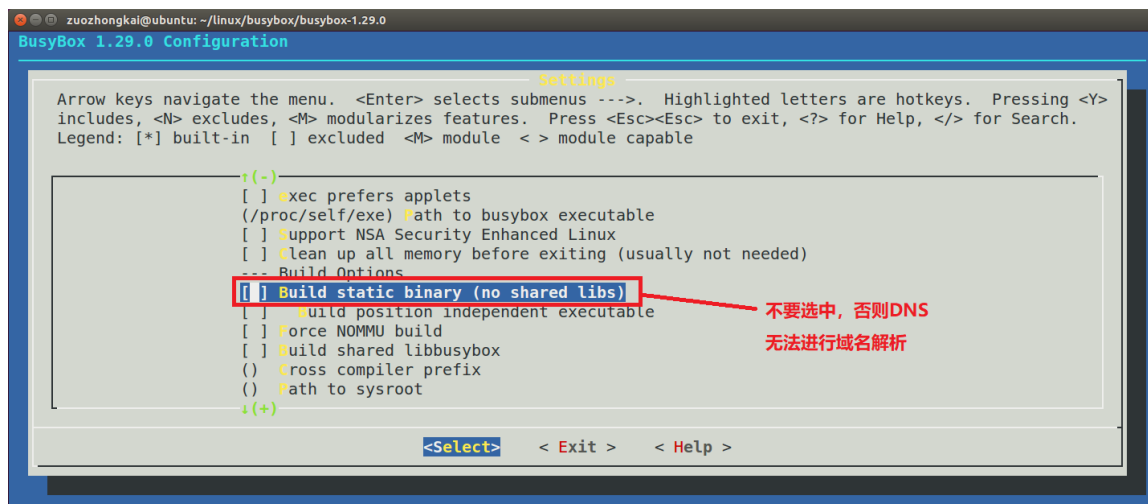 zuozhongkai@ubuntu: ~/linux/busybox/busybox-1.29.0
BusyBox 1.29.0 Configuration
Settings
Arrow keys navigate the menu.  <Enter> selects submenus --->.  Highlighted letters are hotkeys.  Pressing <Y>
includes, <N> excludes, <M> modularizes features.  Press <Esc><Esc> to exit, <?> for Help, </> for Search.
Legend: [*] built-in  [ ] excluded  <M> module  < > module capable
↑(-)
[ ] exec prefers applets
(/proc/self/exe) Path to busybox executable
[ ] Support NSA Security Enhanced Linux
[ ] Clean up all memory before exiting (usually not needed)
--- Build Options
[ ] Build static binary (no shared libs)
[ ]   Build position independent executable
[ ] Force NOMMU build
[ ] Build shared libbusybox
()  Cross compiler prefix
()  Path to sysroot
↓(+)
不要选中，否则DNS
无法进行域名解析
<Select>    < Exit >    < Help >